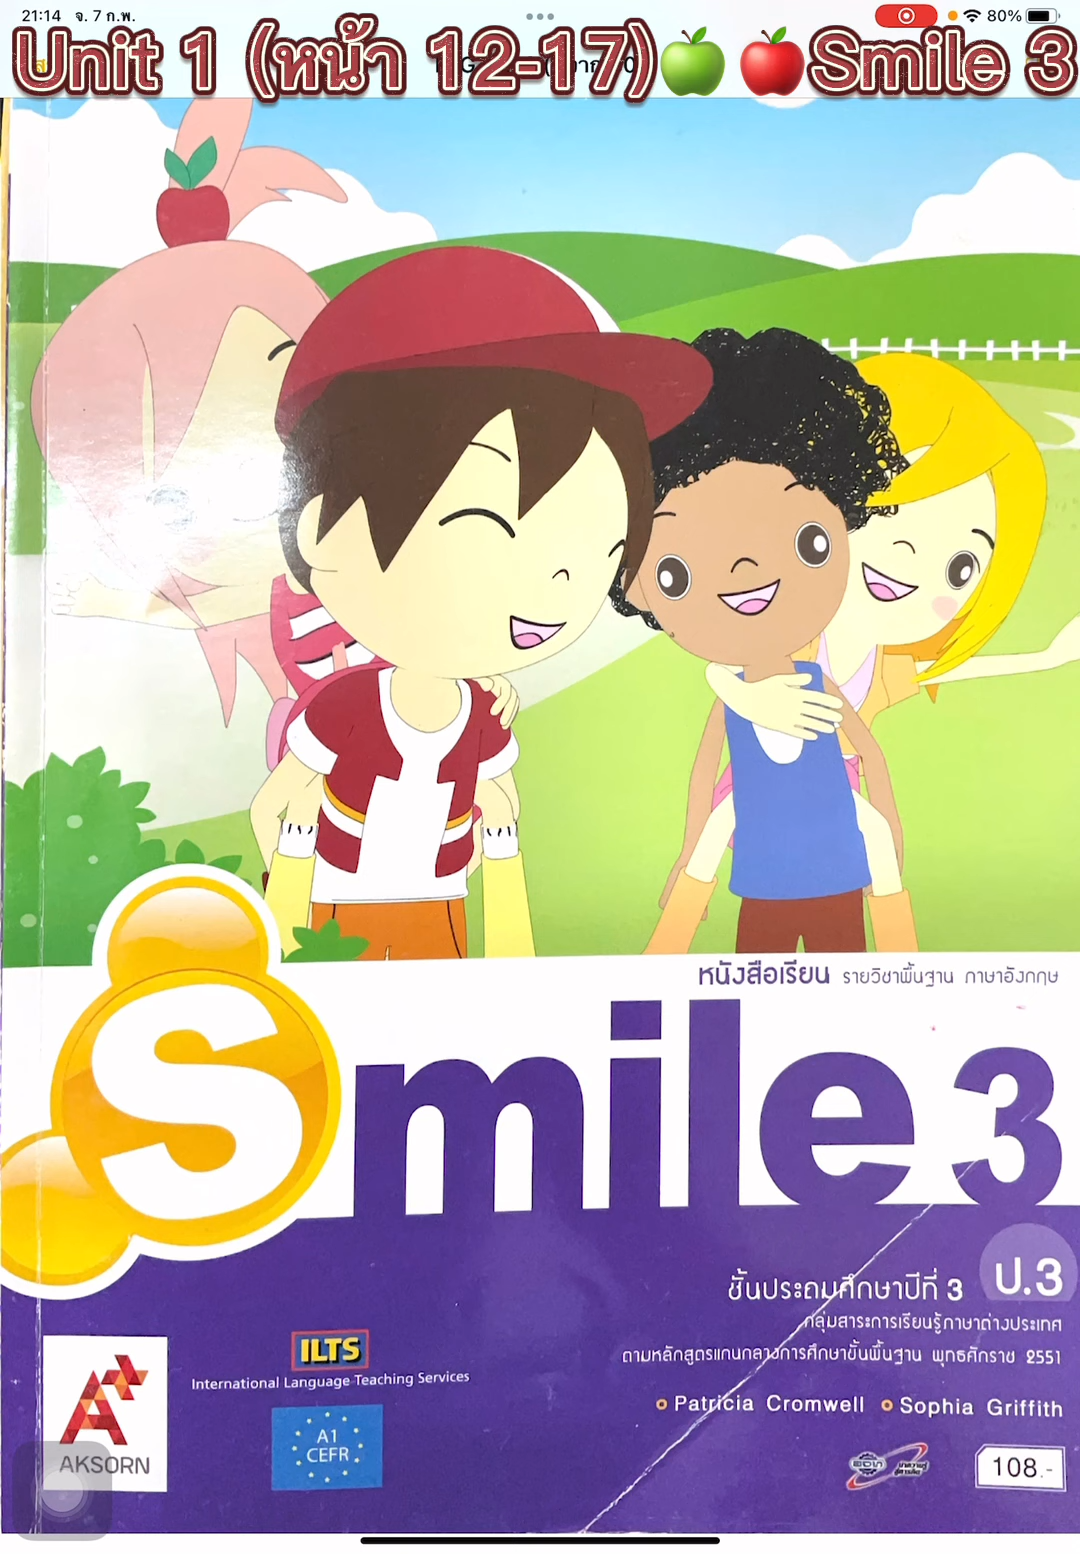 21:14 จ. 7 ก.พ.
80%
Unit 1 (หน้า 12-17)🍏🍎Smile 3
หนังสือเรียน รายวิชาพื้นฐาน ภาษาอังกฤษ
Smile 3
ชั้นประถมศึกษาปีที่ 3 ป.3
กลุ่มสาระการเรียนรู้ภาษาต่างประเทศ
ตามหลักสูตรแกนกลางการศึกษาขั้นพื้นฐาน พุทธศักราช 2551
Patricia Cromwell Sophia Griffith
ILTS
International Language Teaching Services
A1
CEFR
AKSORN
108.-